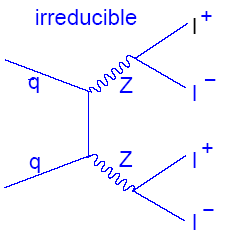 irreducible
l +
q̄ Z
l −
q Z l +
l −